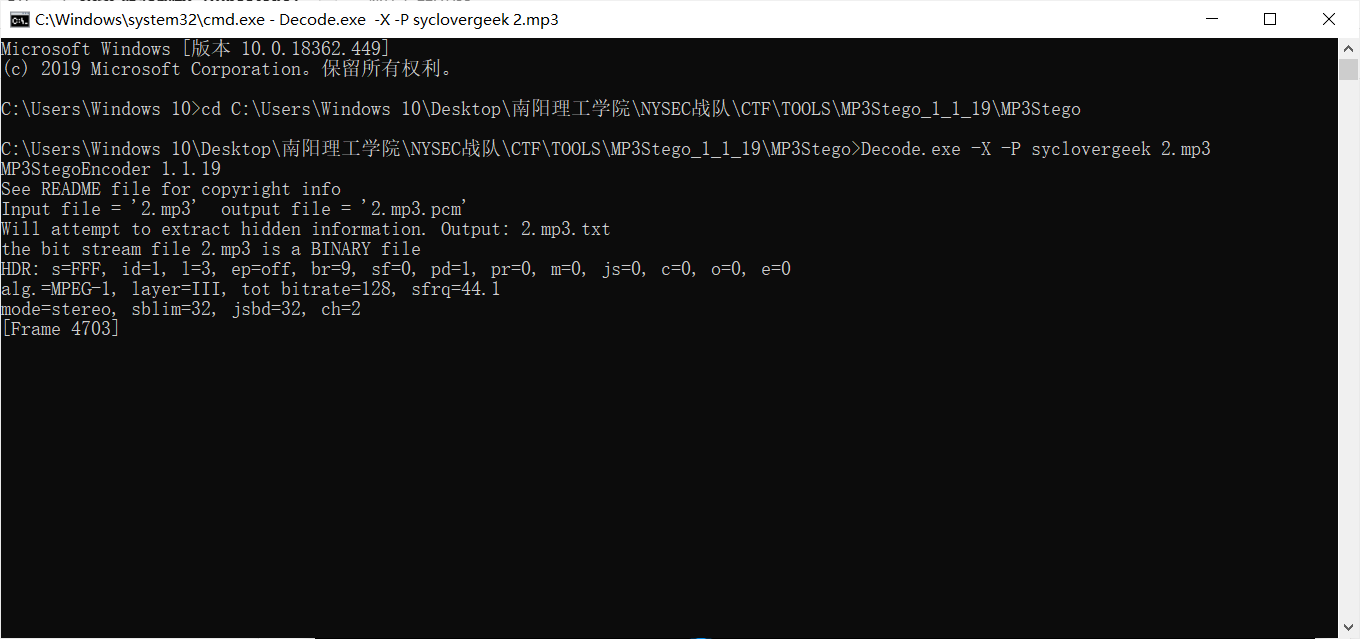 C:\Windows\system32\cmd.exe - Decode.exe  -X -P syclovergeek 2.mp3
Microsoft Windows [版本 10.0.18362.449]
(c) 2019 Microsoft Corporation。保留所有权利。
C:\Users\Windows 10>cd C:\Users\Windows 10\Desktop\南阳理工学院\NYSEC战队\CTF\TOOLS\MP3Stego_1_1_19\MP3Stego
C:\Users\Windows 10\Desktop\南阳理工学院\NYSEC战队\CTF\TOOLS\MP3Stego_1_1_19\MP3Stego>Decode.exe -X -P syclovergeek 2.mp3
MP3StegoEncoder 1.1.19
See README file for copyright info
Input file = '2.mp3'  output file = '2.mp3.pcm'
Will attempt to extract hidden information. Output: 2.mp3.txt
the bit stream file 2.mp3 is a BINARY file
HDR: s=FFF, id=1, l=3, ep=off, br=9, sf=0, pd=1, pr=0, m=0, js=0, c=0, o=0, e=0
alg.=MPEG-1, layer=III, tot bitrate=128, sfrq=44.1
mode=stereo, sblim=32, jsbd=32, ch=2
[Frame 4703]